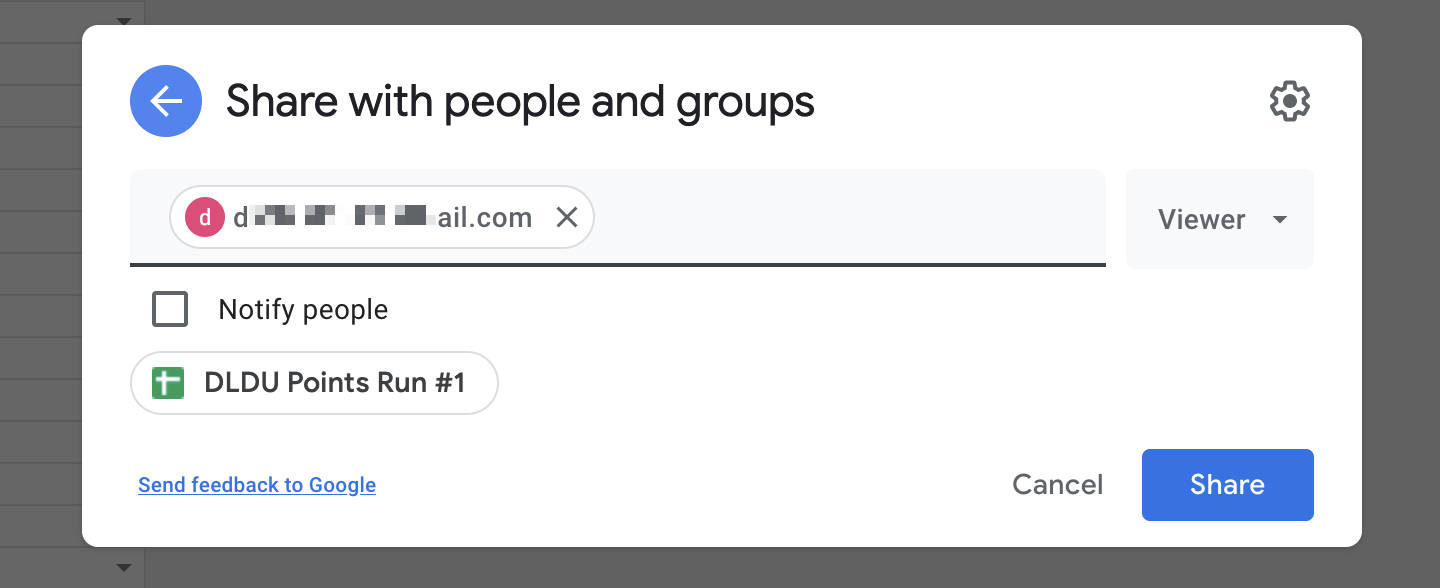 Share with people and groups
d
d ail.com
Viewer
Notify people
DLDU Points Run #1
Send feedback to Google
Cancel
Share